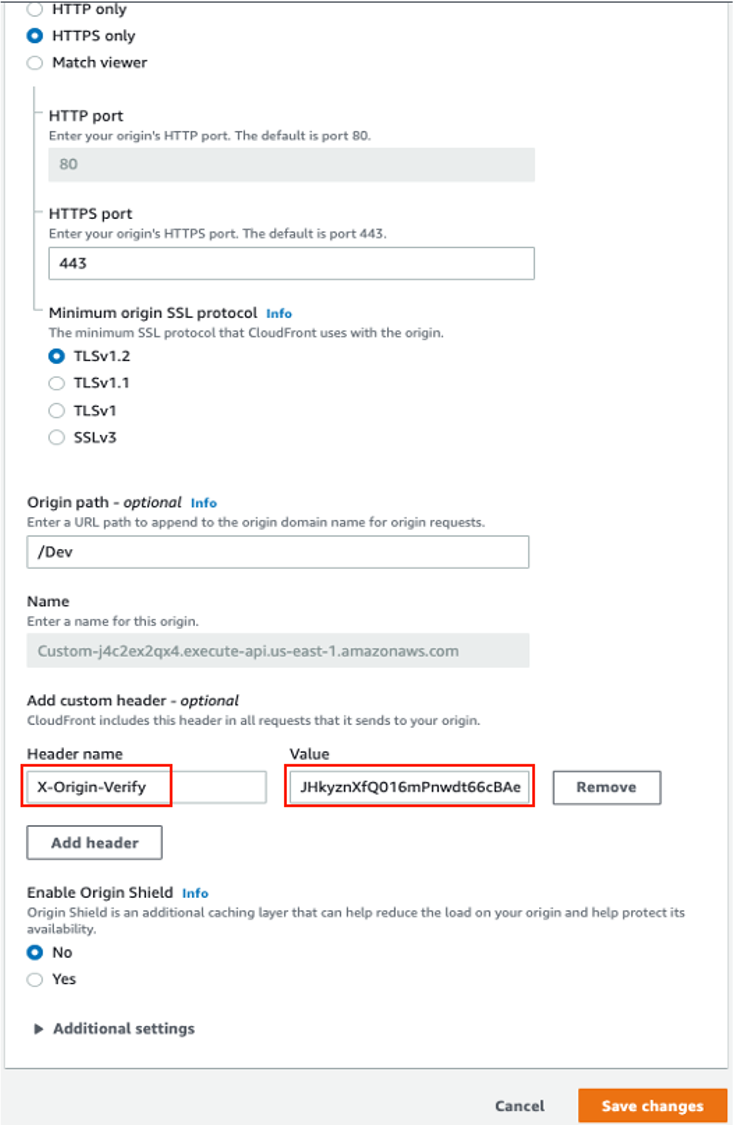 HTTP only
HTTPS only
Match viewer
HTTP port
Enter your origin's HTTP port. The default is port 80.
80
HTTPS port
Enter your origin's HTTPS port. The default is port 443.
443
Minimum origin SSL protocol Info
The minimum SSL protocol that CloudFront uses with the origin.
TLSv1.2
TLSv1.1
TLSv1
SSLv3
Origin path - optional Info
Enter a URL path to append to the origin domain name for origin requests.
/Dev
Name
Enter a name for this origin.
Custom-j4c2ex2qx4.execute-api.us-east-1.amazonaws.com
Add custom header - optional
CloudFront includes this header in all requests that it sends to your origin.
Header name Value
X-Origin-Verify JHkyznXfQ016mPnwdt66cBAe Remove
Add header
Enable Origin Shield Info
Origin Shield is an additional caching layer that can help reduce the load on your origin and help protect its
availability.
No
Yes
Additional settings
Cancel Save changes